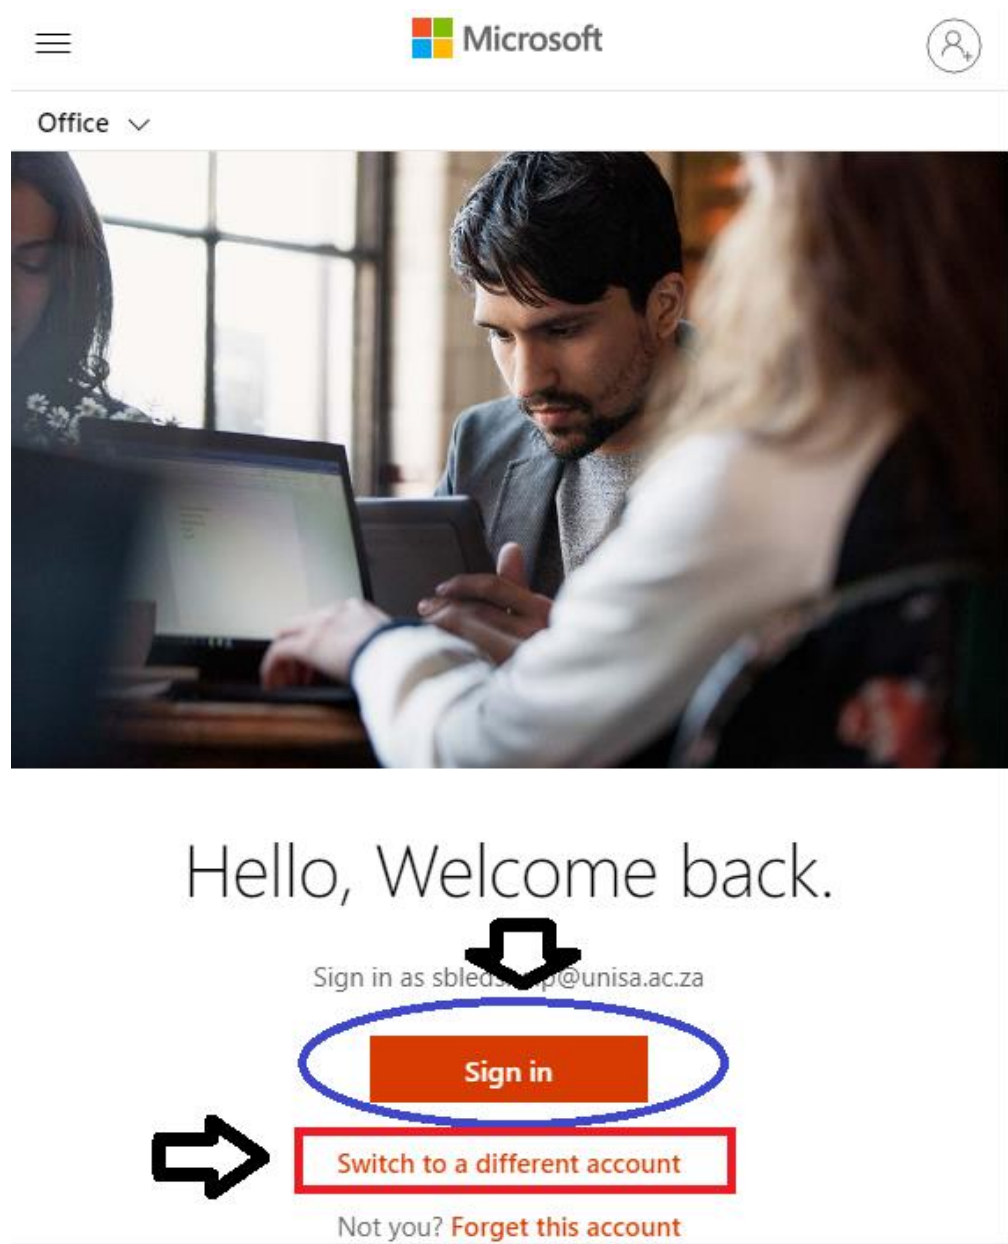 Microsoft
Office
Hello, Welcome back.
Sign in as
Sign in
Switch to a different account
Not you? Forget this account